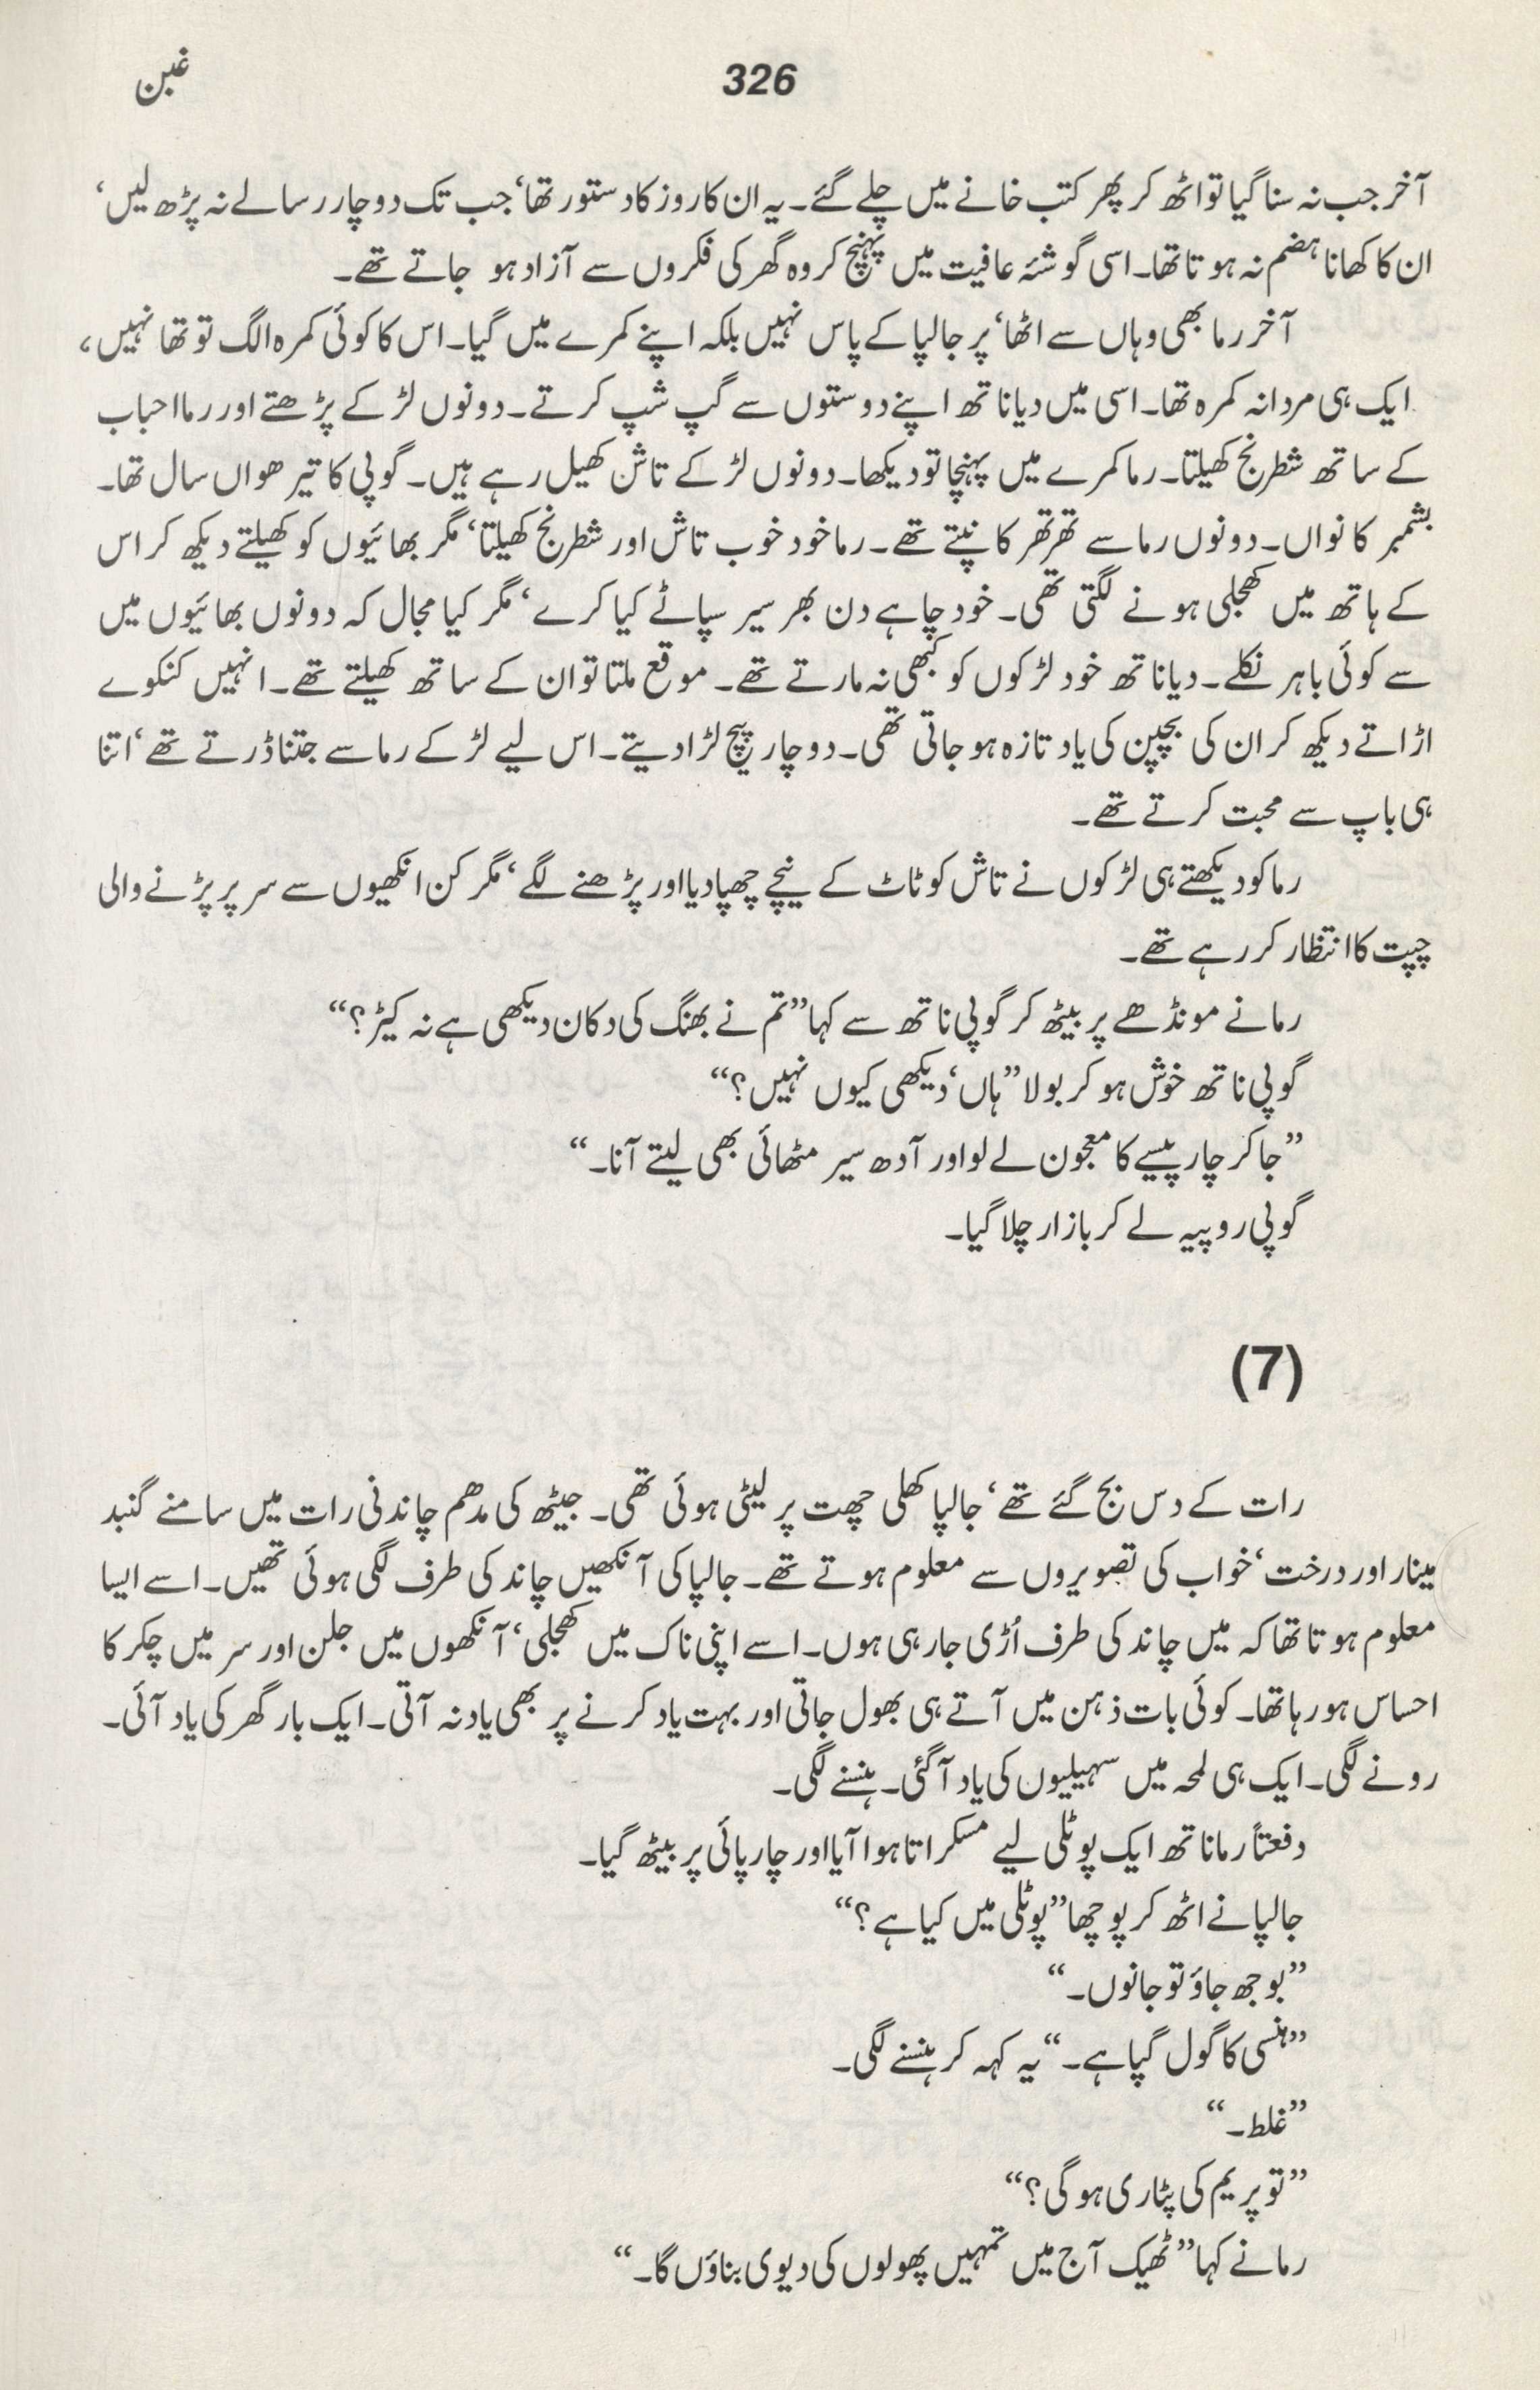 غبن
326
آخر جب نہ سنا گیا تو اٹھ کر پھر کتب خانے میں چلے گئے۔ یہ ان کا روز کا دستور تھا‘ جب تک دو چار رسالے نہ پڑھ لیں‘
ان کا کھانا ہضم نہ ہوتا تھا۔ اسی گوشئہ عافیت میں پہنچ کر وہ گھر کی فکروں سے آزاد ہو جاتے تھے۔
آخر رما بھی وہاں سے اٹھا‘ پر جالپا کے پاس نہیں بلکہ اپنے کمرے میں گیا۔ اس کا کوئی کمرہ الگ تو تھا نہیں،
ایک ہی مردانہ کمرہ تھا۔ اسی میں دیاناتھ اپنے دوستوں سے گپ شپ کرتے۔ دونوں لڑکے پڑھتے اور رما احباب
کے ساتھ شطرنج کھیلتا۔ رما کمرے میں پہنچا تو دیکھا۔ دونوں لڑکے تاش کھیل رہے ہیں۔ گوپی کا تیرھواں سال تھا۔
بشمبر کا نواں۔ دونوں رما سے تھرتھر کانپتے تھے۔ رما خود خوب تاش اور شطرنج کھیلتا‘ مگر بھائیوں کو کھیلتے دیکھ کر اس
کے ہاتھ میں کھجلی ہونے لگتی تھی۔ خود چاہے دن بھر سیر سپاٹے کیا کرے‘ مگر کیا مجال کہ دونوں بھائیوں میں
سے کوئی باہر نکلے۔ دیاناتھ خود لڑکوں کو کبھی نہ مارتے تھے۔ موقع ملتا تو ان کے ساتھ کھیلتے تھے۔ انہیں کنکوے
اڑاتے دیکھ کر ان کی بچپن کی یاد تازہ ہو جاتی تھی۔ دو چار پیچ لڑا دیتے۔ اس لیے لڑکے رما سے جتنا ڈرتے تھے‘ اتنا
ہی باپ سے محبت کرتے تھے۔
رما کو دیکھتے ہی لڑکوں نے تاش کو ٹاٹ کے نیچے چھپا دیا اور پڑھنے لگے‘ مگر کن انکھیوں سے سر پر پڑنے والی
چپت کا انتظار کر رہے تھے۔
رما نے مونڈھے پر بیٹھ کر گوپی ناتھ سے کہا ”تم نے بھنگ کی دکان دیکھی ہے نہ کیڑ؟“
گوپی ناتھ خوش ہو کر بولا ”ہاں‘ دیکھی کیوں نہیں؟“
”جا کر چار پیسے کا معجون لے لو اور آدھ سیر مٹھائی بھی لیتے آنا۔“
گوپی روپیہ لے کر بازار چلا گیا۔
(7)
رات کے دس بج گئے تھے‘ جالپا کھلی چھت پر لیٹی ہوئی تھی۔ جیٹھ کی مدھم چاندنی رات میں سامنے گنبد
مینار اور درخت‘ خواب کی تصویروں سے معلوم ہوتے تھے۔ جالپا کی آنکھیں چاند کی طرف لگی ہوئی تھیں۔ اسے ایسا
معلوم ہوتا تھا کہ میں چاند کی طرف اُڑی جا رہی ہوں۔ اسے اپنی ناک میں کھجلی‘ آنکھوں میں جلن اور سر میں چکر کا
احساس ہو رہا تھا۔ کوئی بات ذہن میں آتے ہی بھول جاتی اور بہت یاد کرنے پر بھی یاد نہ آتی۔ ایک بار گھر کی یاد آئی۔
رونے لگی۔ ایک ہی لمحہ میں سہیلیوں کی یاد آ گئی۔ ہنسنے لگی۔
دفعتاً رماناتھ ایک پوٹلی لیے مسکراتا ہوا آیا اور چارپائی پر بیٹھ گیا۔
جالپا نے اٹھ کر پوچھا ”پوٹلی میں کیا ہے؟“
”بوجھ جاؤ تو جانوں۔“
”ہنسی کا گول گپا ہے۔“ یہ کہہ کر ہنسنے لگی۔
”غلط۔“
”تو پریم کی پٹاری ہو گی؟“
رما نے کہا ”ٹھیک آج میں تمہیں پھولوں کی دیوی بناؤں گا۔“